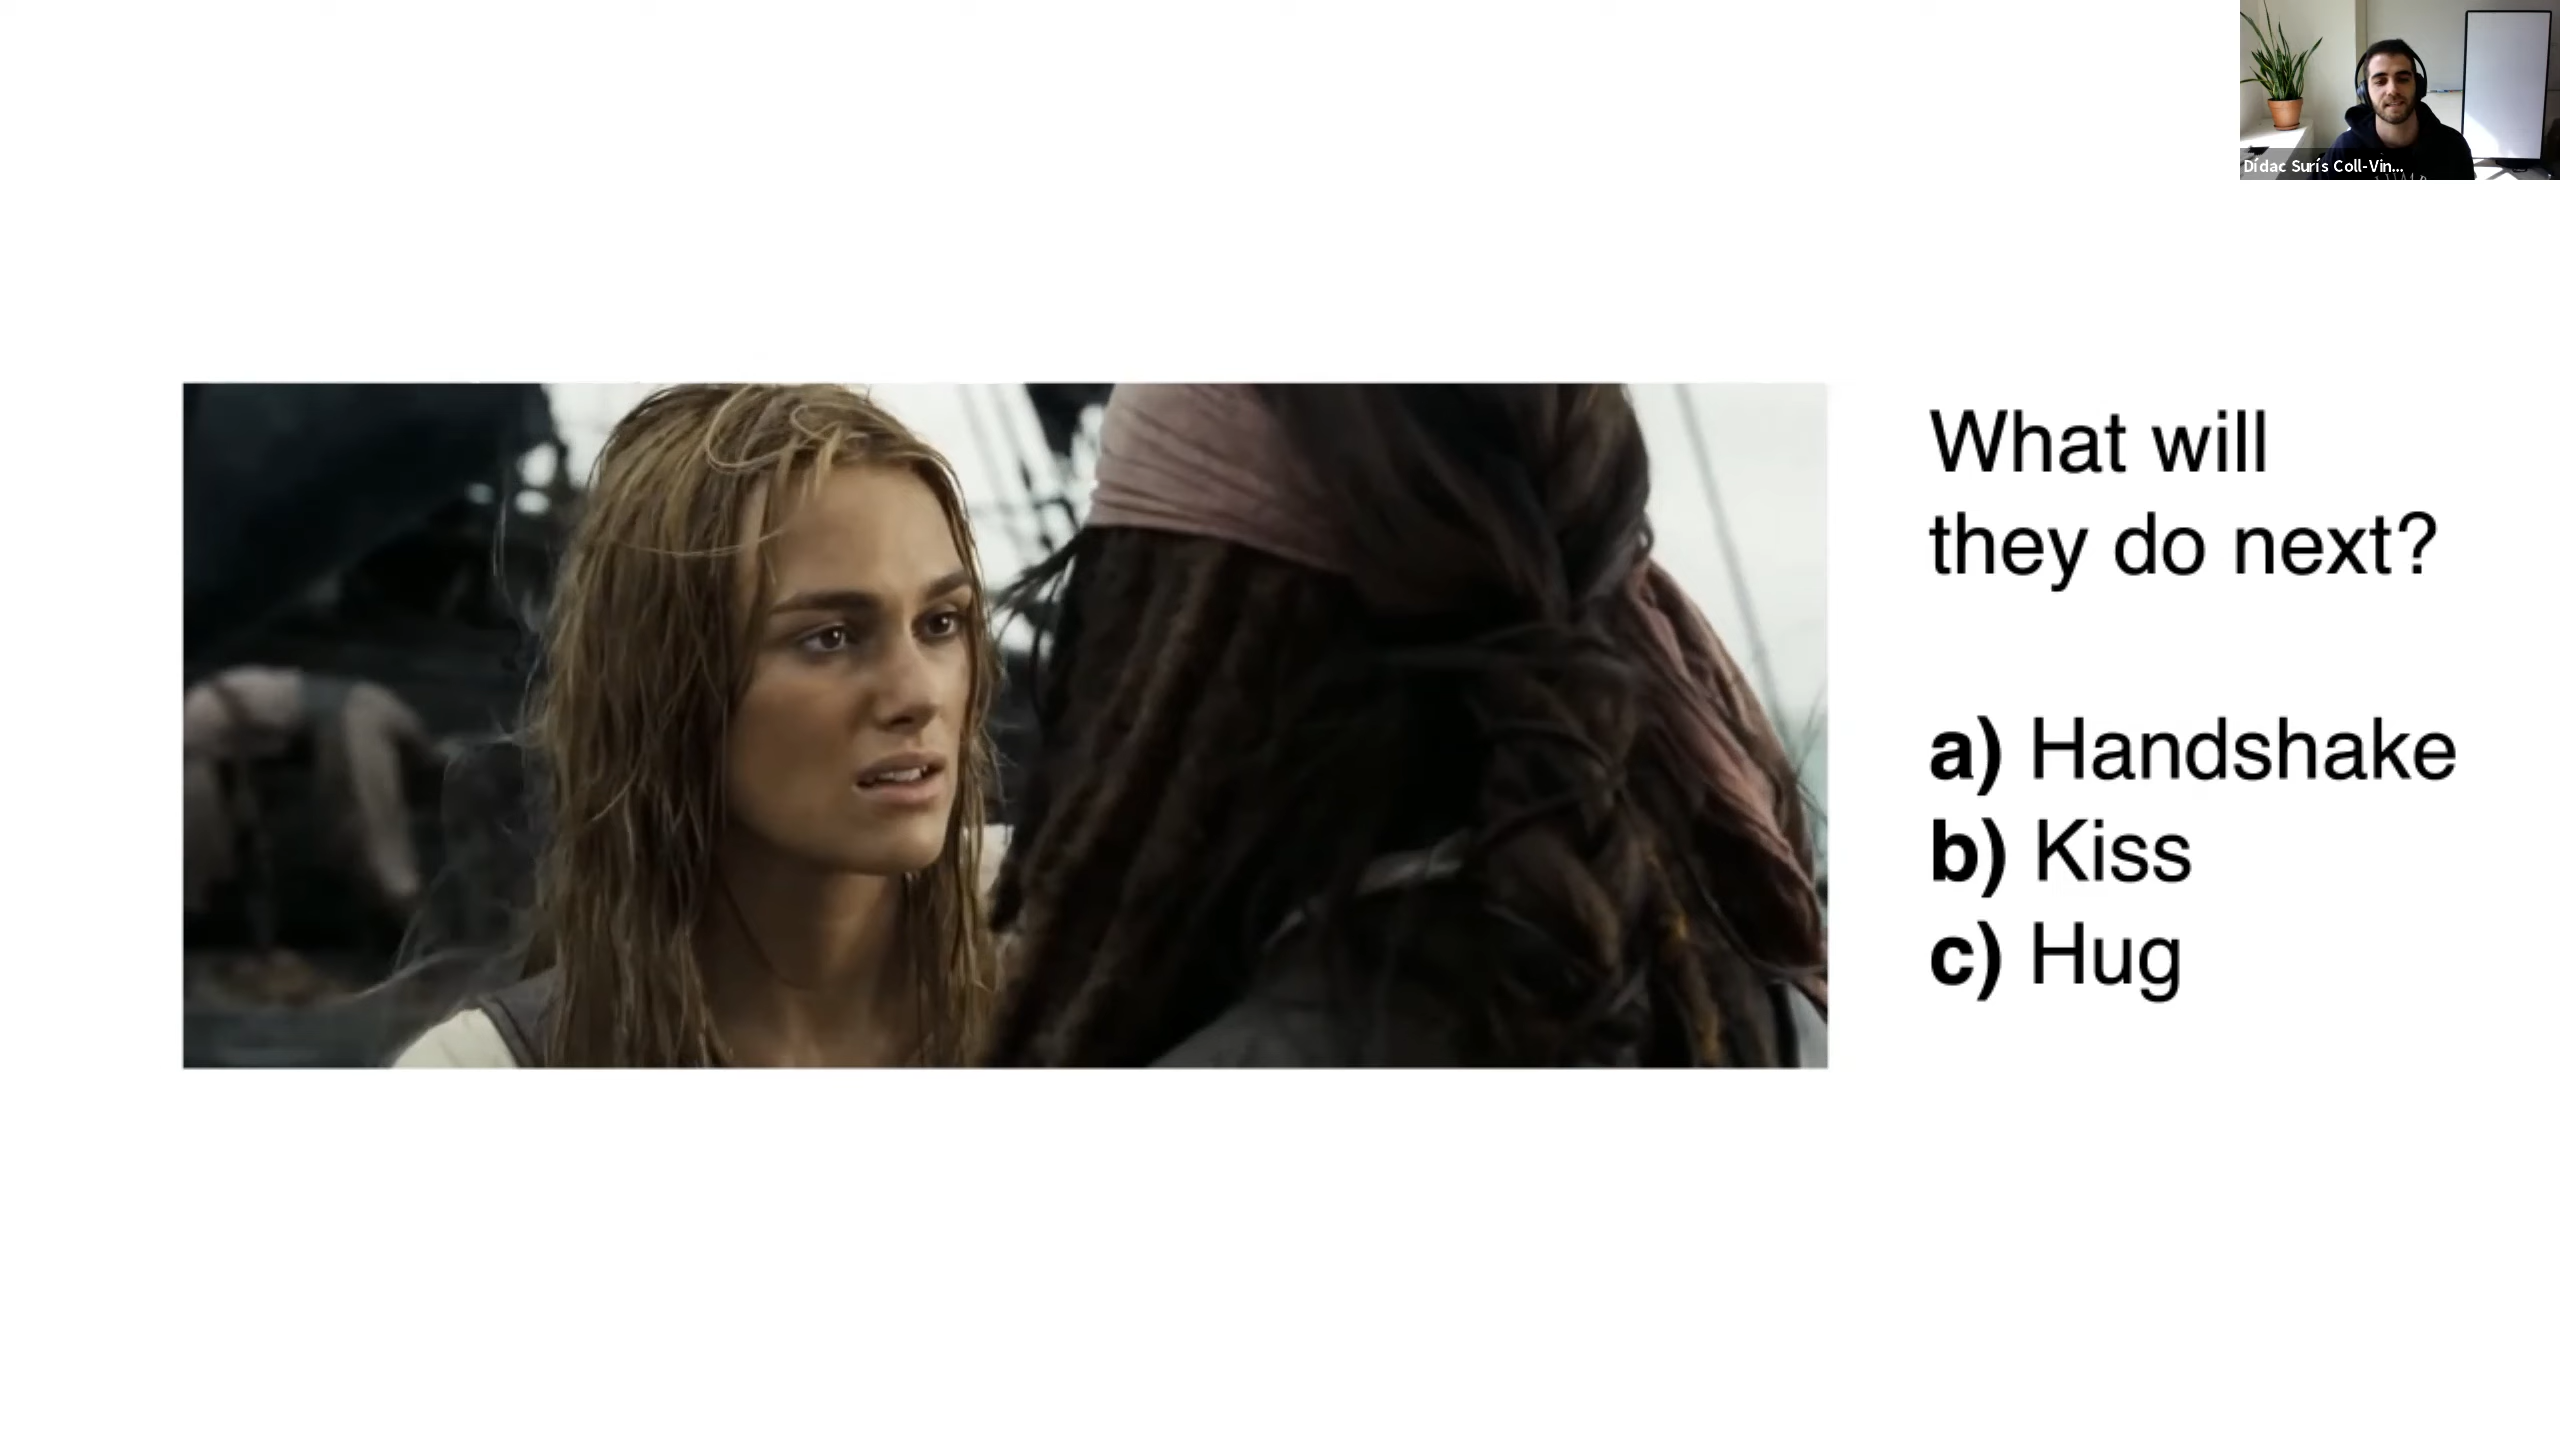 Dídac Surís Coll-Vin...
What will
they do next?
a) Handshake
b) Kiss
c) Hug